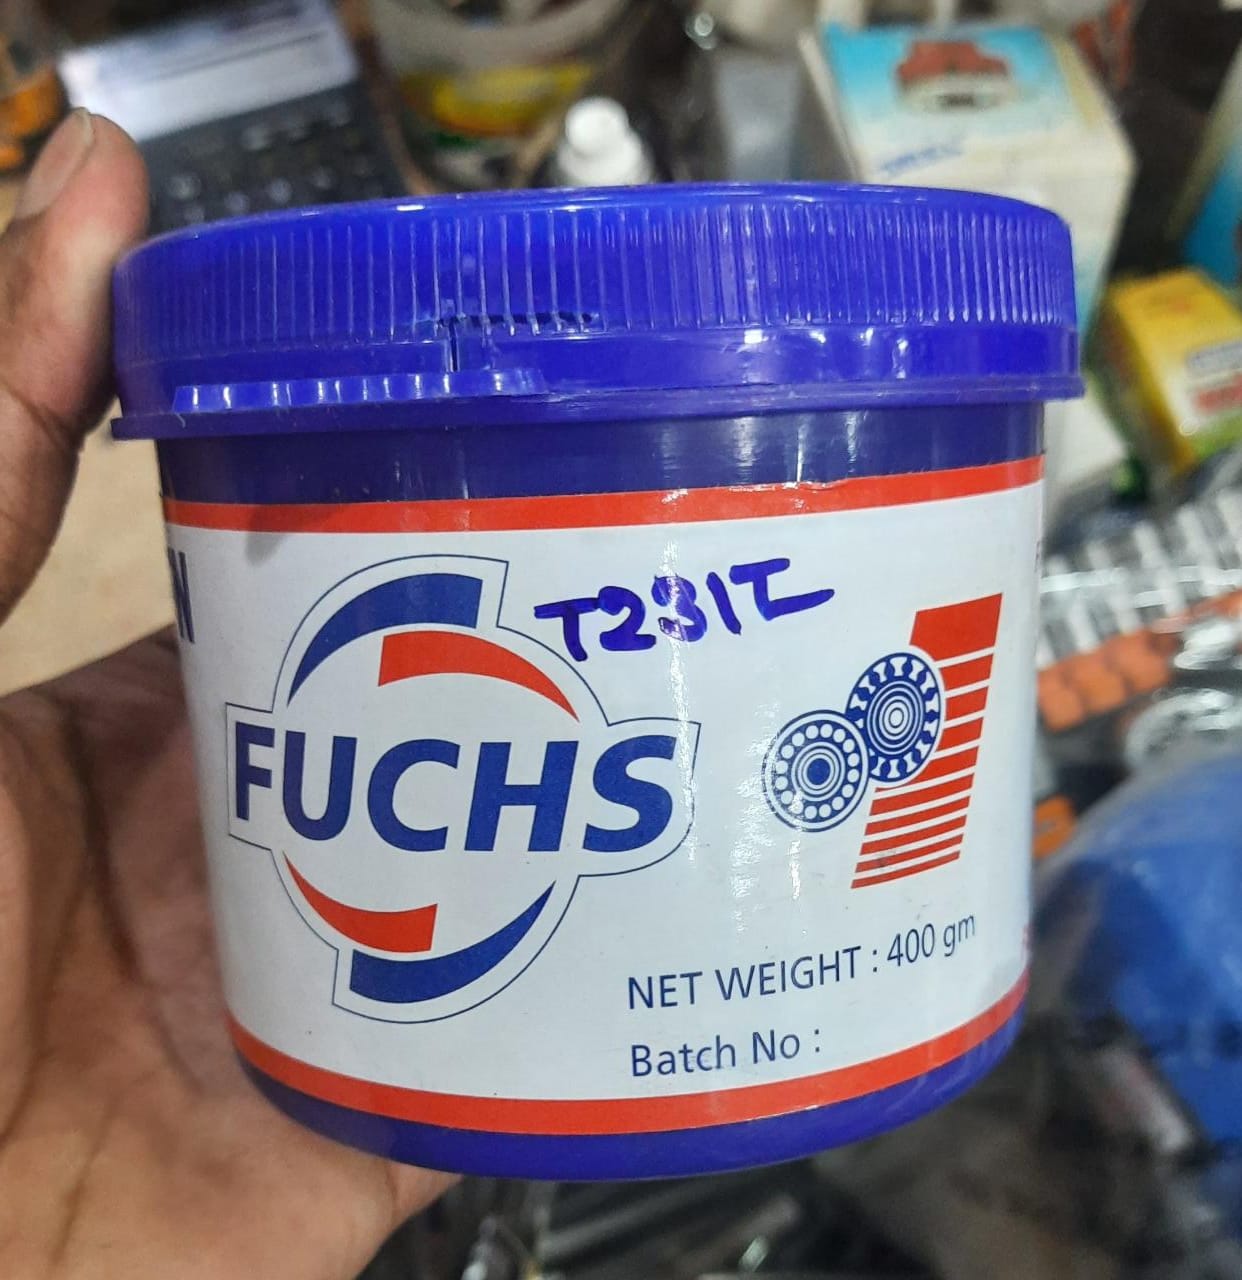 T231Z
FUCHS
NET WEIGHT : 400 gm
Batch No :